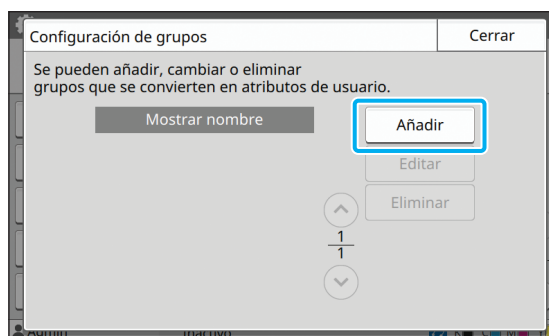 Configuración de grupos
Cerrar
Se pueden añadir, cambiar o eliminar
grupos que se convierten en atributos de usuario.
Mostrar nombre
Añadir
Editar
Eliminar
1
1